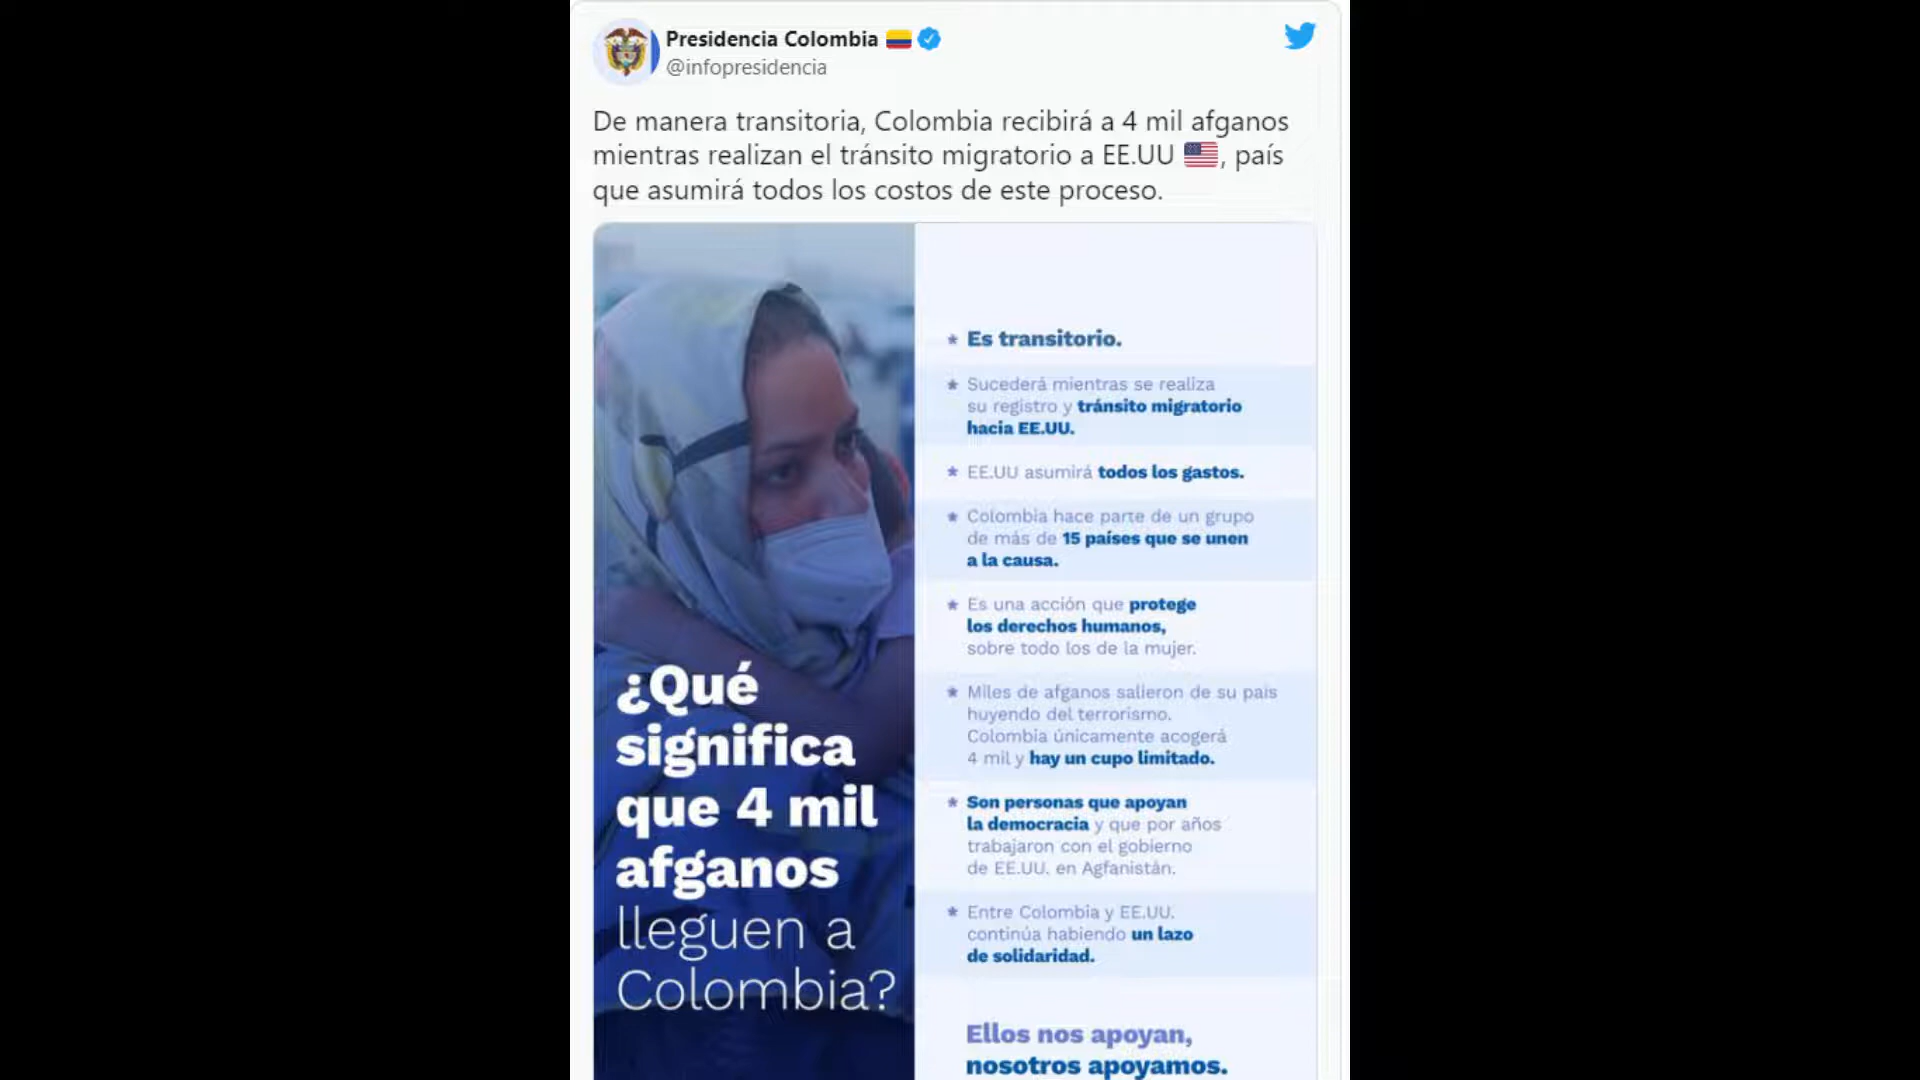 Presidencia Colombia
@infopresidencia
De manera transitoria, Colombia recibirá a 4 mil afganos
mientras realizan el tránsito migratorio a EE.UU , país
que asumirá todos los costos de este proceso.
¿Qué
significa
que 4 mil
afganos
lleguen a
Colombia?
* Es transitorio.
* Sucederá mientras se realiza
su registro y tránsito migratorio
hacia EE.UU.
* EE.UU asumirá todos los gastos.
* Colombia hace parte de un grupo
de más de 15 países que se unen
a la causa.
* Es una acción que protege
los derechos humanos,
sobre todo los de la mujer.
* Miles de afganos salieron de su país
huyendo del terrorismo.
Colombia únicamente acogerá
4 mil y hay un cupo limitado.
* Son personas que apoyan
la democracia y que por años
trabajaron con el gobierno
de EE.UU. en Agfanistán.
* Entre Colombia y EE.UU.
continúa habiendo un lazo
de solidaridad.
Ellos nos apoyan,
nosotros apoyamos.